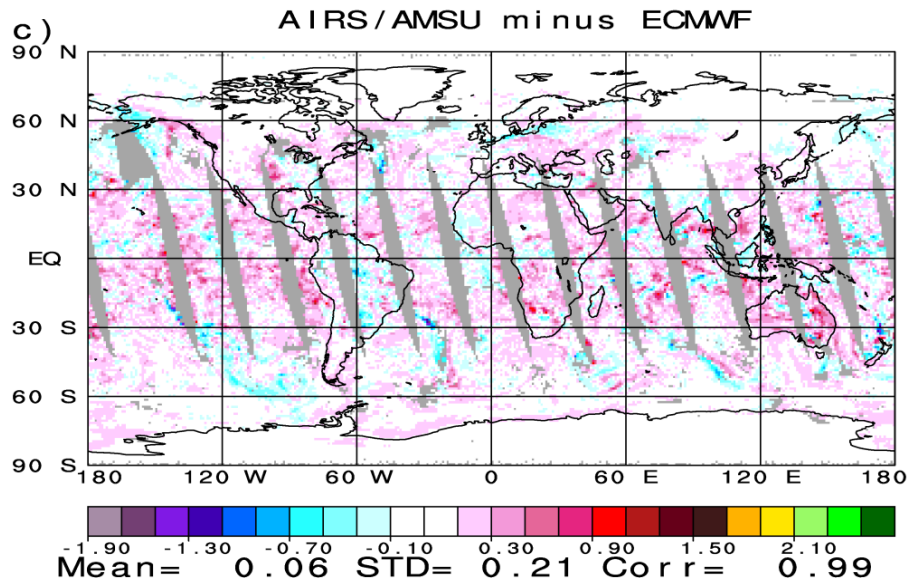 c)
AIRS/AMSU minus ECMWF
90 N
60 N
30 N
EQ
30 S
60 S
90 S
180 120 W 60 W 0 60 E 120 E 180
-1.90 -1.30 -0.70 -0.10 0.30 0.90 1.50 2.10
Mean= 0.06 STD= 0.21 Corr= 0.99